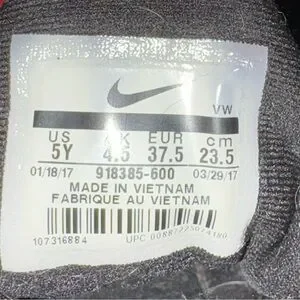 VW
US UK EUR cm
5Y 4.5 37.5 23.5
01/18/17 918385-600 03/29/17
MADE IN VIETNAM
FABRIQUE AU VIETNAM
107316884 UPC